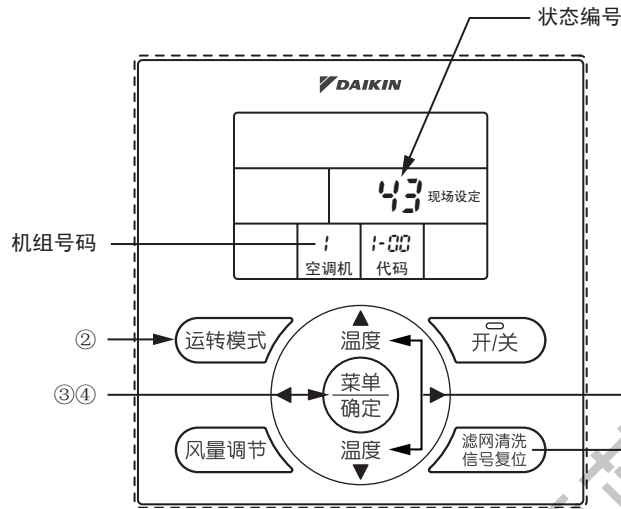 状态编号
DAIKIN
43 现场设定
机组号码
1 1-00
空调机 代码
② 运转模式 温度 开/关
③④ 菜单
确定
风量调节 温度 滤网清洗
信号复位